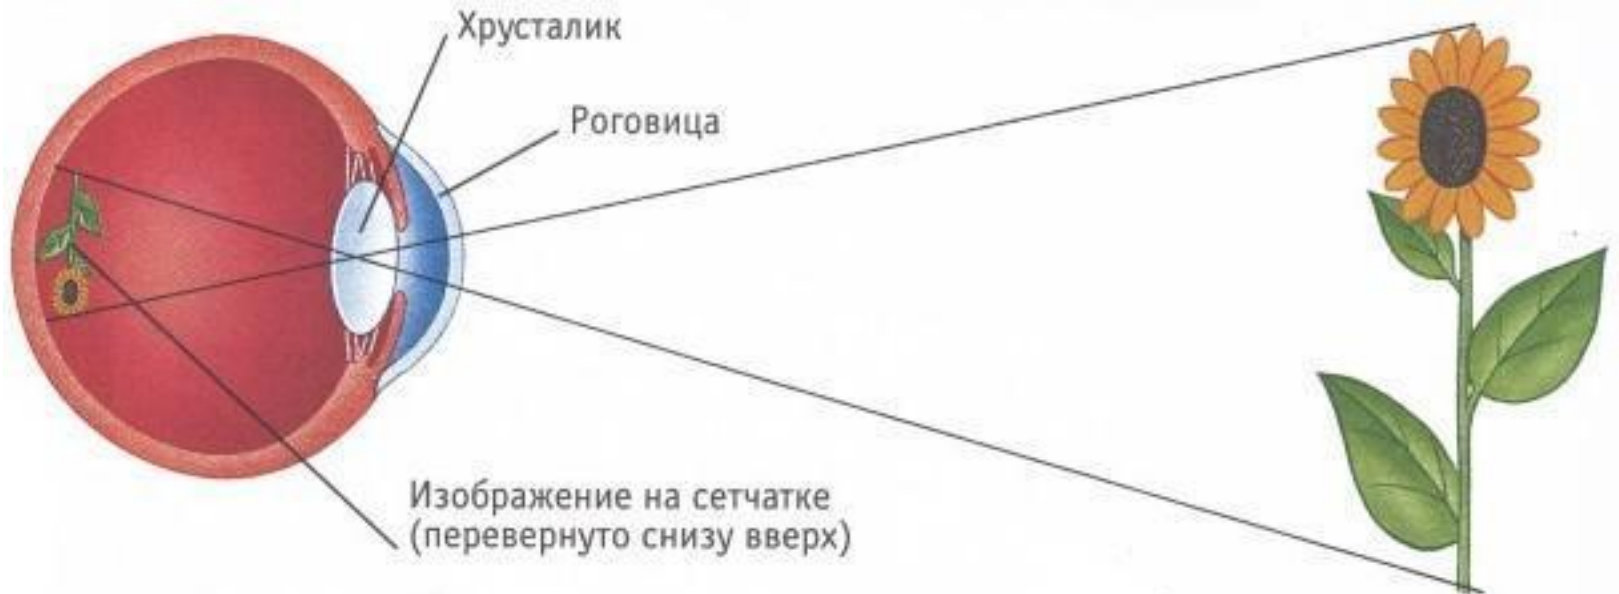 Хрусталик
Роговица
Изображение на сетчатке
(перевернуто снизу вверх)